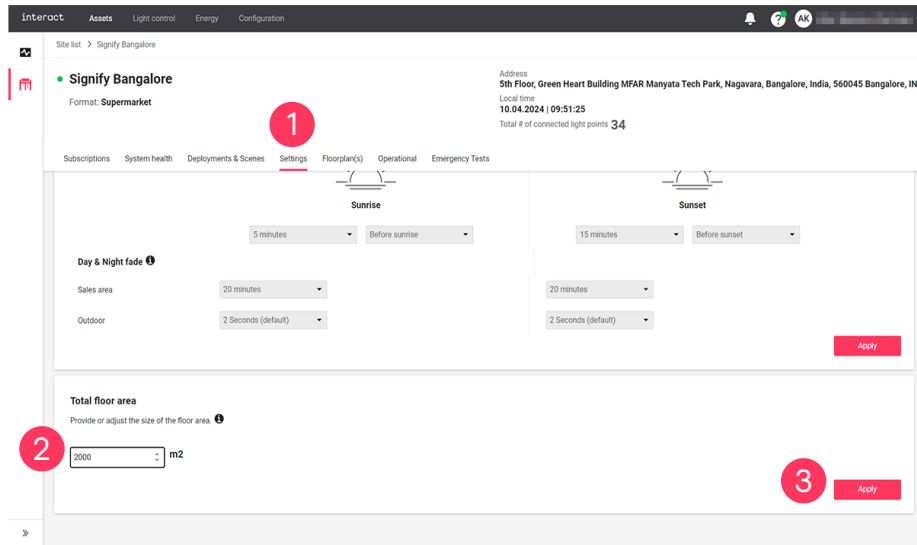 interact Assets Light control Energy Configuration AK
Site list > Signify Bangalore
Signify Bangalore
Format: Supermarket
Address
5th Floor, Green Heart Building MFAR Manyata Tech Park, Nagavara, Bangalore, India, 560045 Bangalore, IN
Local time
10.04.2024 | 09:51:25
Total # of connected light points 34
1
Subscriptions System health Deployments & Scenes Settings Floorplan(s) Operational Emergency Tests
Sunrise Sunset
5 minutes Before sunrise 15 minutes Before sunset
Day & Night fade
Sales area 20 minutes 20 minutes
Outdoor 2 Seconds (default) 2 Seconds (default)
Apply
Total floor area
Provide or adjust the size of the floor area.
2 2000 m2
3 Apply